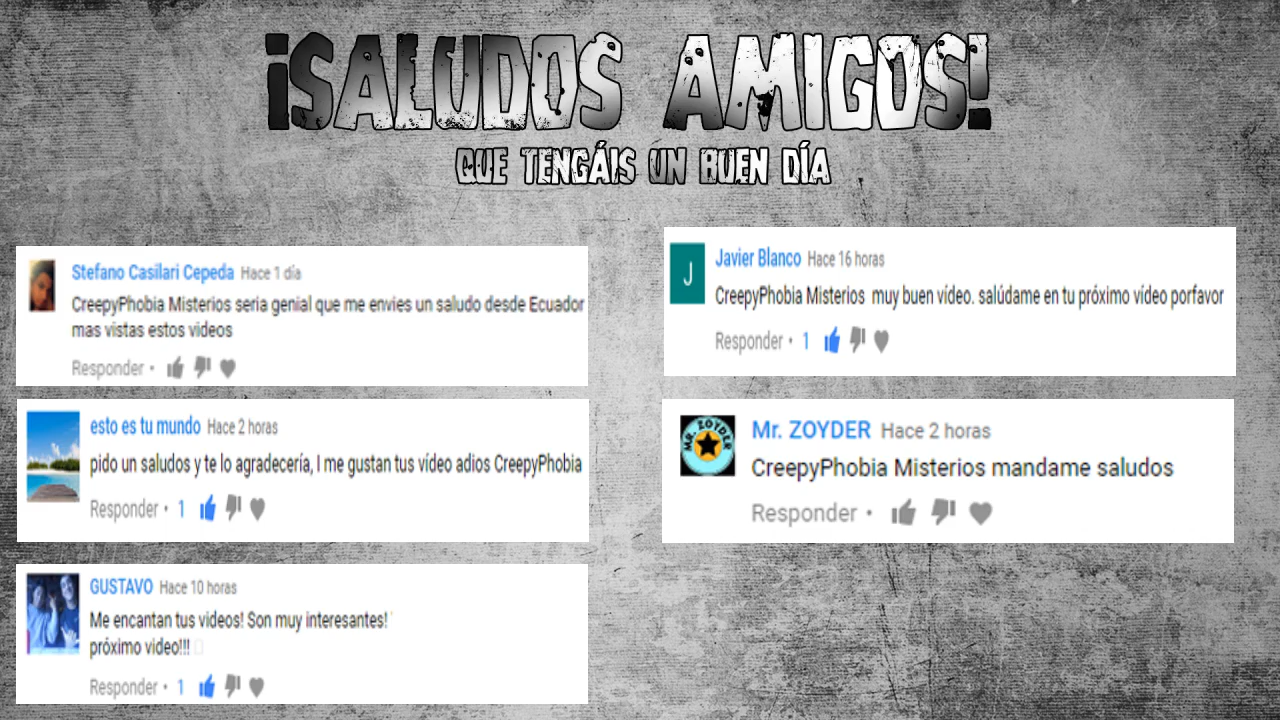 ¡SALUDOS AMIGOS!
QUE TENGÁIS UN BUEN DÍA
Stefano Casilari Cepeda Hace 1 día
CreepyPhobia Misterios seria genial que me envies un saludo desde Ecuador
mas vistas estos videos
Responder •
esto es tu mundo Hace 2 horas
pido un saludos y te lo agradecería, l me gustan tus vídeo adios CreepyPhobia
Responder • 1
GUSTAVO Hace 10 horas
Me encantan tus videos! Son muy interesantes!
próximo video!!!
Responder • 1
J
Javier Blanco Hace 16 horas
CreepyPhobia Misterios muy buen vídeo. salúdame en tu próximo vídeo porfavor
Responder • 1
MR. ZOYDER
Mr. ZOYDER Hace 2 horas
CreepyPhobia Misterios mandame saludos
Responder •